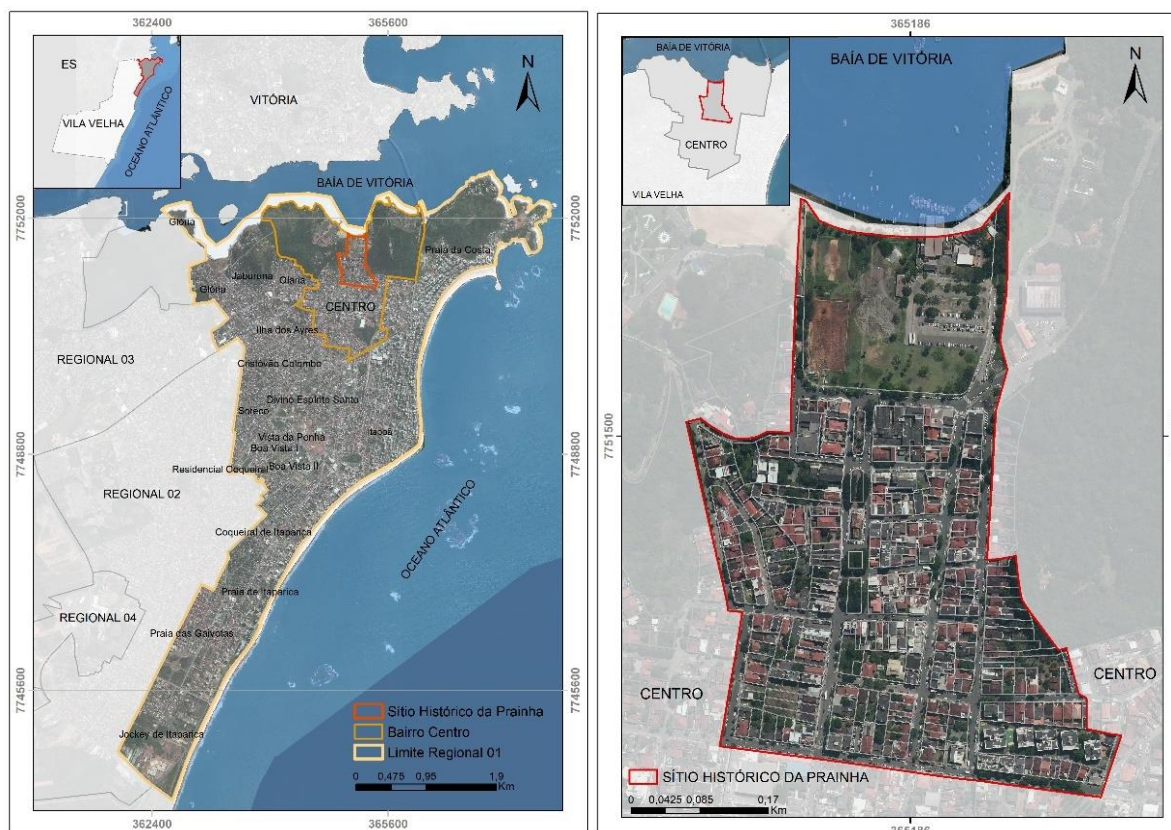 362400
365600
ES
VILA VELHA
OCEANO ATLÂNTICO
VITÓRIA
N
BAÍA DE VITÓRIA
7752000
7752000
Glória
Praia da Costa
Jaburuna
Olaria
Glória
CENTRO
Ilha dos Ayres
REGIONAL 03
Cristóvão Colombo
Divino Espírito Santo
Soteco
Itapoã
Vista da Penha
Boa Vista I
7748800
7748800
Residencial Coqueiral
Boa Vista II
REGIONAL 02
Coqueiral de Itaparica
OCEANO ATLÂNTICO
Praia de Itaparica
REGIONAL 04
Praia das Gaivotas
7745600
7745600
Sítio Histórico da Prainha
Jockey de Itaparica
Bairro Centro
Limite Regional 01
0 0,475 0,95 1,9
Km
362400
365600
365186
BAÍA DE VITÓRIA
CENTRO
VILA VELHA
BAÍA DE VITÓRIA
N
7751500
7751500
CENTRO
CENTRO
SÍTIO HISTÓRICO DA PRAINHA
0 0,0425 0,085 0,17
Km
365186